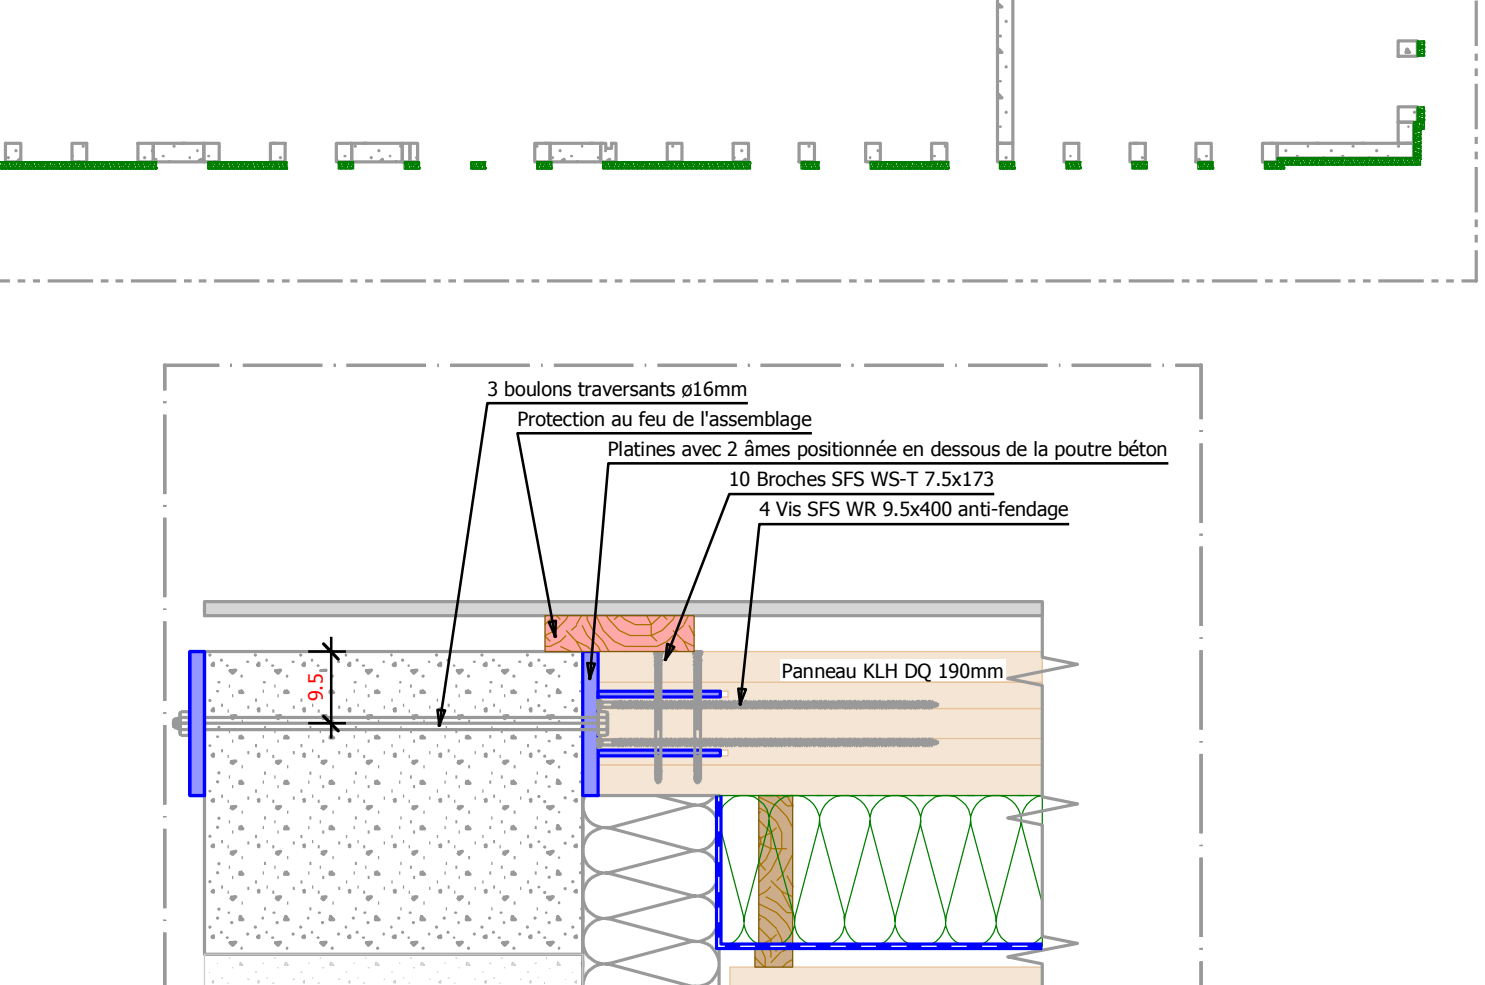 3 boulons traversants ø16mm
Protection au feu de l'assemblage
Platines avec 2 âmes positionnée en dessous de la poutre béton
10 Broches SFS WS-T 7.5x173
4 Vis SFS WR 9.5x400 anti-fendage
Panneau KLH DQ 190mm
9.5